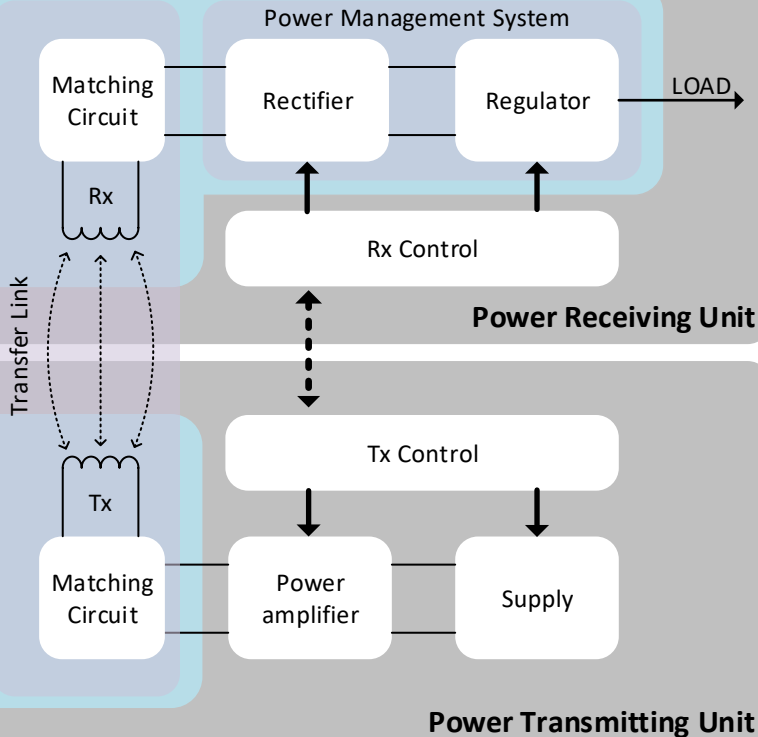 Power Management System
Matching
Circuit
Rectifier
Regulator
LOAD
Rx
Rx Control
Transfer Link
Power Receiving Unit
Tx Control
Tx
Matching
Circuit
Power
amplifier
Supply
Power Transmitting Unit